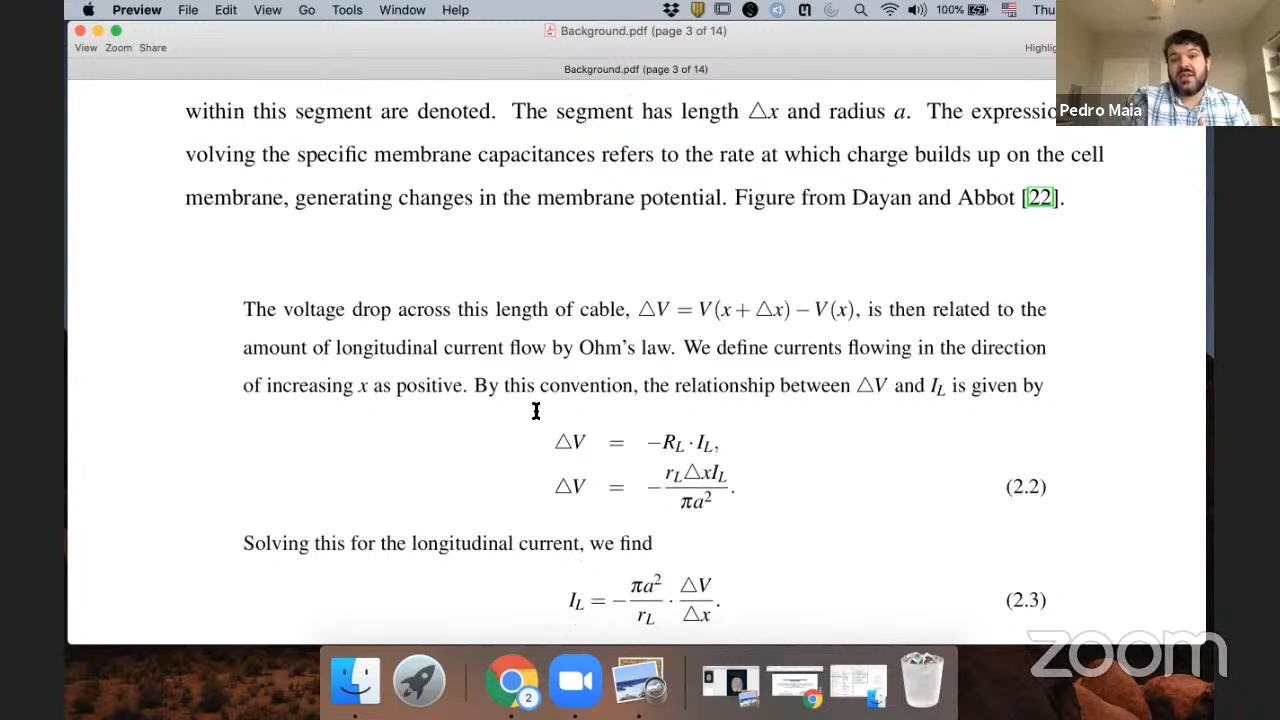 Preview File Edit View Go Tools Window Help 100% Thu
Background.pdf (page 3 of 14)
View Zoom Share
Highli
Background.pdf (page 3 of 14)
Pedro Maia
within this segment are denoted. The segment has length △x and radius a. The expressio
volving the specific membrane capacitances refers to the rate at which charge builds up on the cell
membrane, generating changes in the membrane potential. Figure from Dayan and Abbot [22].
The voltage drop across this length of cable, △V = V(x + △x) − V(x), is then related to the
amount of longitudinal current flow by Ohm's law. We define currents flowing in the direction
of increasing x as positive. By this convention, the relationship between △V and I_L is given by
△V = −R_L · I_L,
△V = − r_L△xI_L / πa². (2.2)
Solving this for the longitudinal current, we find
I_L = − πa² / r_L · △V / △x. (2.3)
zoom
2